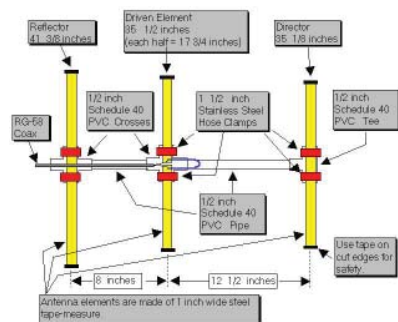 Reflector
41 3/8 inches
Driven Element
35 1/2 inches
(each half = 17 3/4 inches)
Director
35 1/8 inches
1/2 inch
Schedule 40
PVC Crosses
1 1/2 inch
Stainless Steel
Hose Clamps
1/2 inch
Schedule 40
PVC Tee
RG-58
Coax
1/2 inch
Schedule 40
PVC Pipe
Use tape on
cut edges for
safety.
8 inches
12 1/2 inches
Antenna elements are made of 1 inch wide steel
tape-measure.